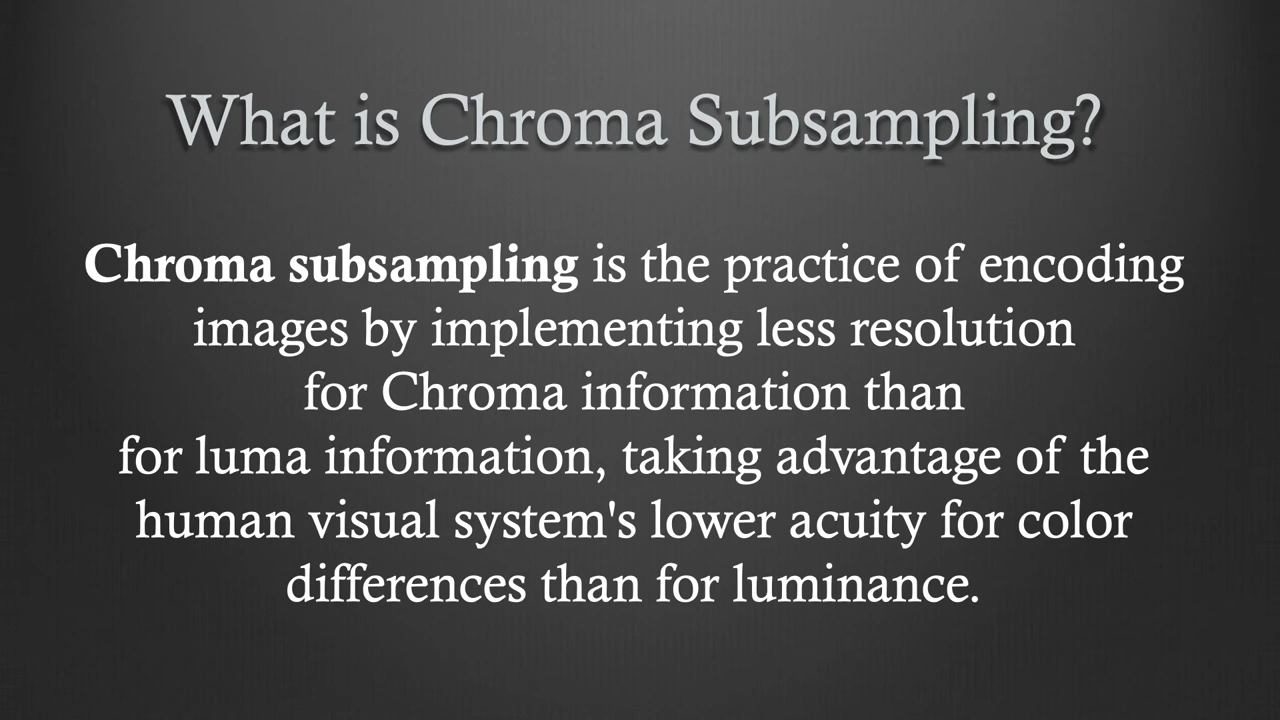 What is Chroma Subsampling?
Chroma subsampling is the practice of encoding
images by implementing less resolution
for Chroma information than
for luma information, taking advantage of the
human visual system's lower acuity for color
differences than for luminance.